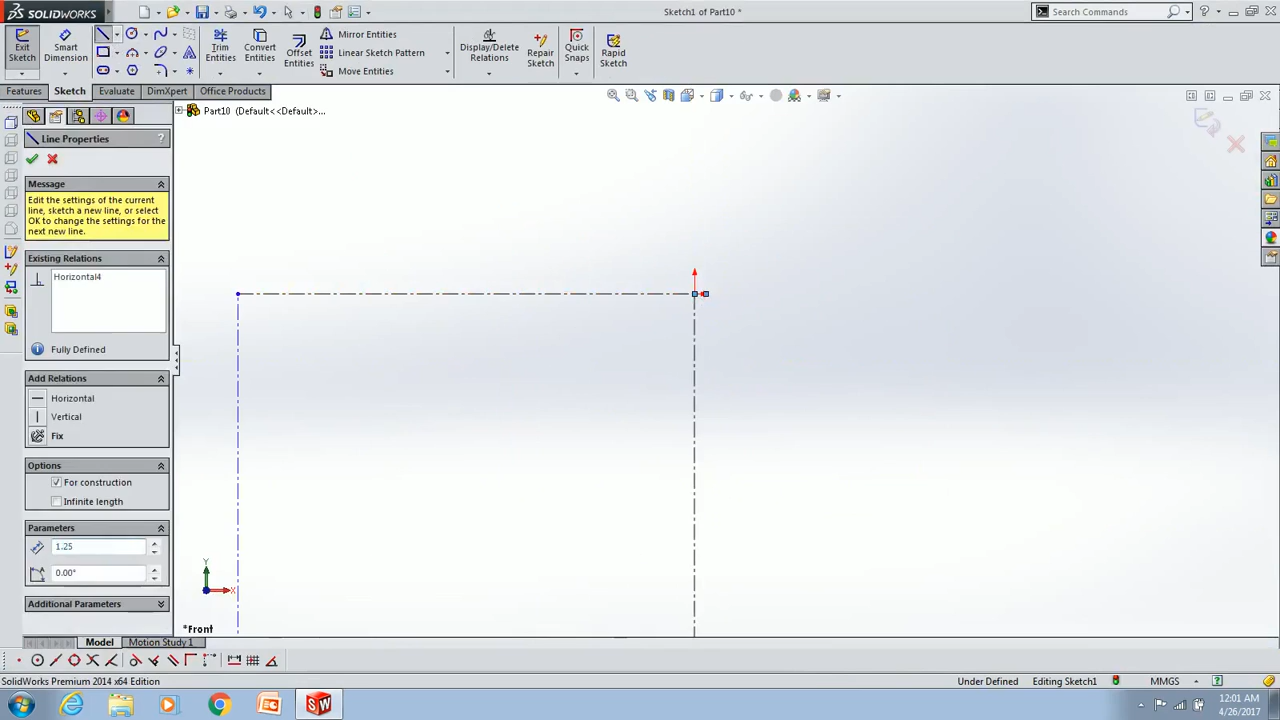 SOLIDWORKS
Sketch1 of Part10 *
Search Commands
Exit Sketch
Smart Dimension
Trim Entities
Convert Entities
Offset Entities
Mirror Entities
Linear Sketch Pattern
Move Entities
Display/Delete Relations
Repair Sketch
Quick Snaps
Rapid Sketch
Features
Sketch
Evaluate
DimXpert
Office Products
Part10 (Default<<Default>...
Line Properties
?
Message
Edit the settings of the current
line, sketch a new line, or select
OK to change the settings for the
next new line.
Existing Relations
Horizontal4
Fully Defined
Add Relations
Horizontal
Vertical
Fix
Options
For construction
Infinite length
Parameters
1.25
0.00°
Additional Parameters
Y
X
*Front
Model
Motion Study 1
SolidWorks Premium 2014 x64 Edition
Under Defined
Editing Sketch1
MMGS
12:01 AM
4/26/2017